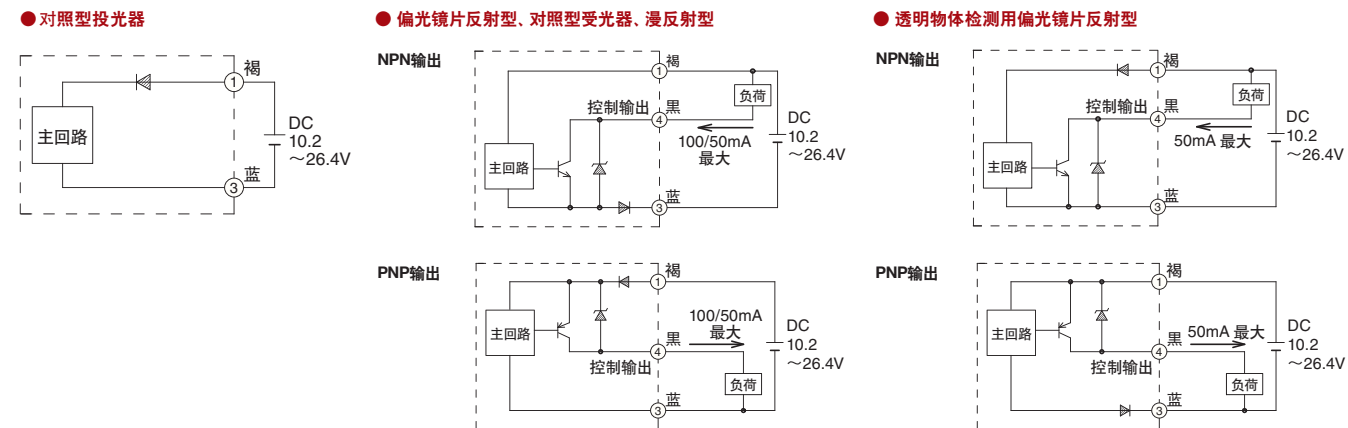 ● 对照型投光器
褐
①
主回路
DC
10.2
～26.4V
蓝
③
● 偏光镜片反射型、对照型受光器、漫反射型
NPN输出
褐
①
负荷
控制输出
黒
④
100/50mA
最大
主回路
DC
10.2
～26.4V
蓝
③
PNP输出
褐
①
100/50mA
最大
主回路
DC
10.2
～26.4V
黒
④
控制输出
负荷
蓝
③
● 透明物体检测用偏光镜片反射型
NPN输出
褐
①
负荷
控制输出
黒
④
50mA 最大
主回路
DC
10.2
～26.4V
蓝
③
PNP输出
褐
①
主回路
黒
50mA 最大
DC
10.2
～26.4V
④
控制输出
负荷
蓝
③